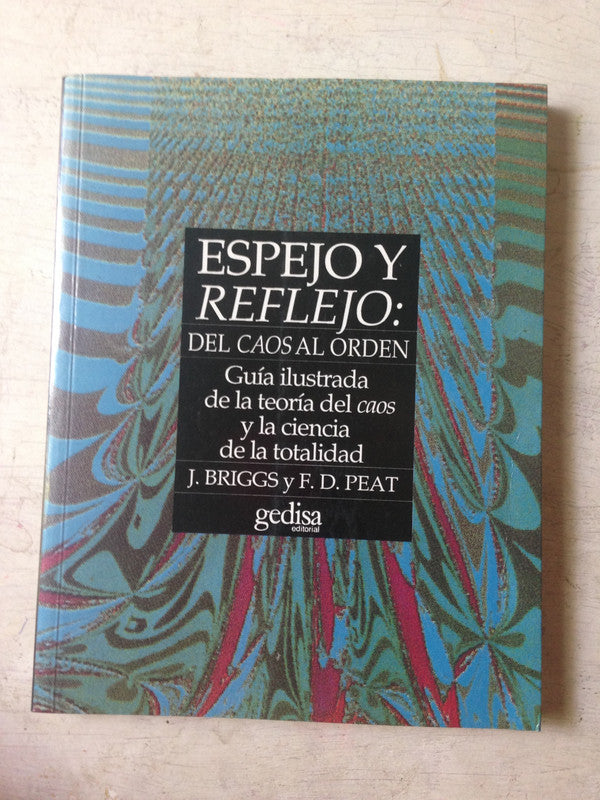 ESPEJO Y
REFLEJO:
DEL CAOS AL ORDEN
Guía ilustrada
de la teoría del caos
y la ciencia
de la totalidad
J. BRIGGS y F. D. PEAT
gedisa
editorial